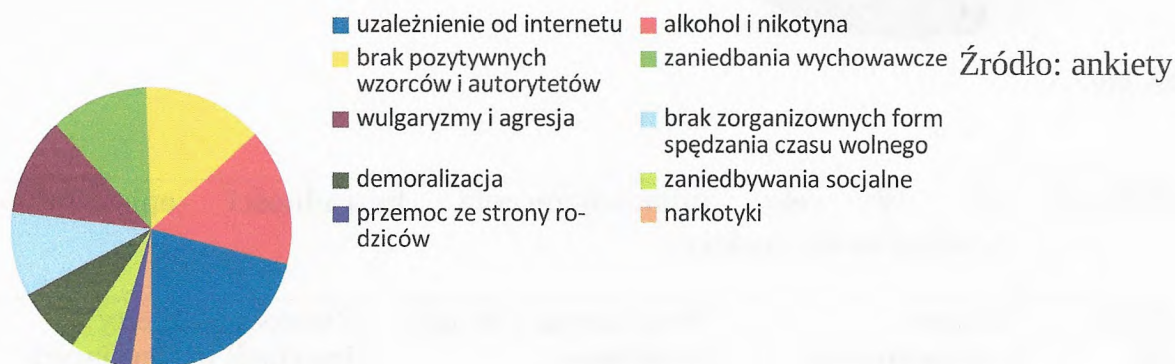 uzależnienie od internetu
alkohol i nikotyna
brak pozytywnych
wzorców i autorytetów
zaniedbania wychowawcze
Źródło: ankiety
wulgaryzmy i agresja
brak zorganizownych form
spędzania czasu wolnego
demoralizacja
zaniedbywania socjalne
przemoc ze strony ro-
dziców
narkotyki